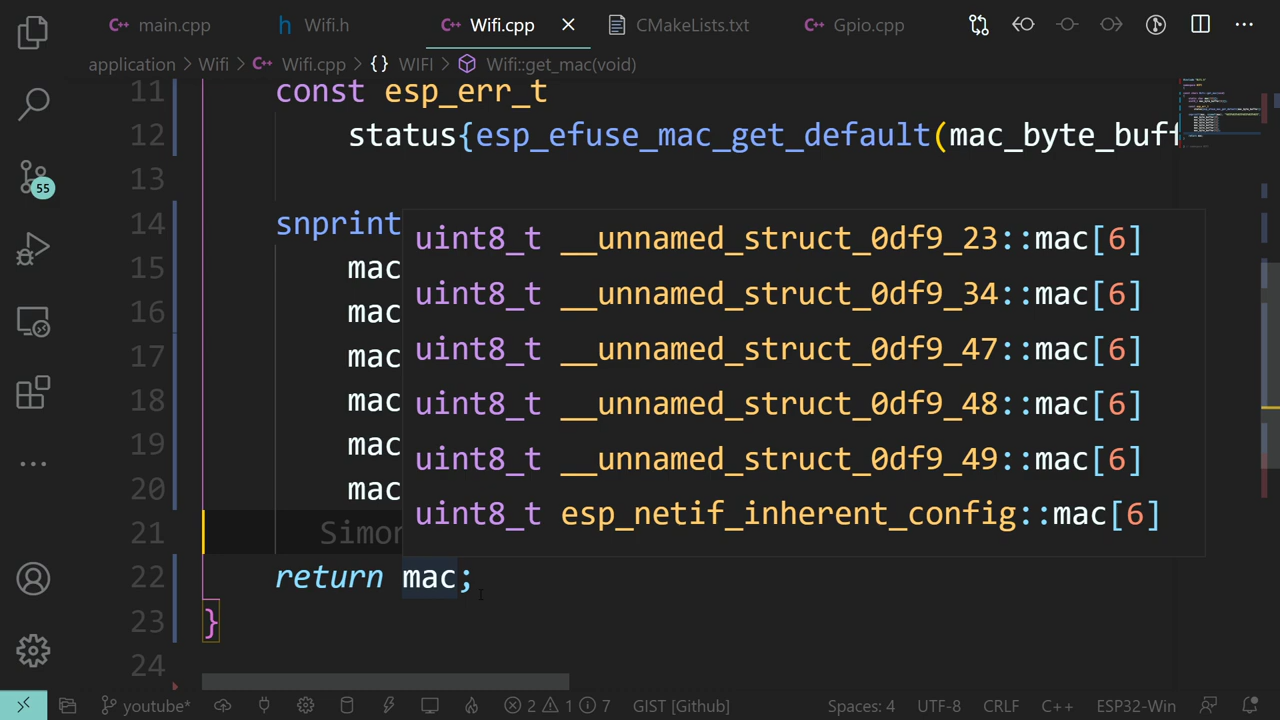 main.cpp Wifi.h Wifi.cpp CMakeLists.txt Gpio.cpp
application > Wifi > Wifi.cpp > {} WIFI > Wifi::get_mac(void)
11 const esp_err_t
12 status{esp_efuse_mac_get_default(mac_byte_buff
13
14 snprint
15 mac
16 mac
17 mac
18 mac
19 mac
20 mac
uint8_t __unnamed_struct_0df9_23::mac[6]
uint8_t __unnamed_struct_0df9_34::mac[6]
uint8_t __unnamed_struct_0df9_47::mac[6]
uint8_t __unnamed_struct_0df9_48::mac[6]
uint8_t __unnamed_struct_0df9_49::mac[6]
uint8_t esp_netif_inherent_config::mac[6]
21 Simon
22 return mac;
23 }
24
55
youtube* 2 1 7 GIST [Github] Spaces: 4 UTF-8 CRLF C++ ESP32-Win